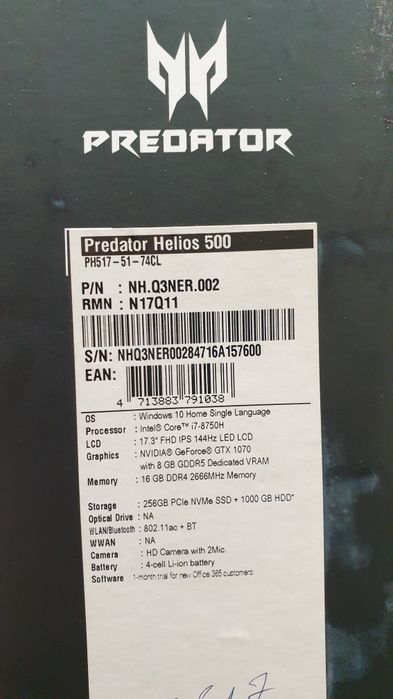 PREDATOR
Predator Helios 500
PH517-51-74CL
P/N : NH.Q3NER.002
RMN : N17Q11
S/N: NHQ3NER00284716A157600
EAN:
4 713883 791038
OS : Windows 10 Home Single Language
Processor : Intel® Core™ i7-8750H
LCD : 17.3" FHD IPS 144Hz LED LCD
Graphics : NVIDIA® GeForce® GTX 1070
with 8 GB GDDR5 Dedicated VRAM
Memory : 16 GB DDR4 2666MHz Memory
Storage : 256GB PCIe NVMe SSD + 1000 GB HDD*
Optical Drive : NA
WLAN/Bluetooth : 802.11ac + BT
WWAN : NA
Camera : HD Camera with 2Mic.
Battery : 4-cell Li-ion battery
Software 1-month trial for new Office 365 customers